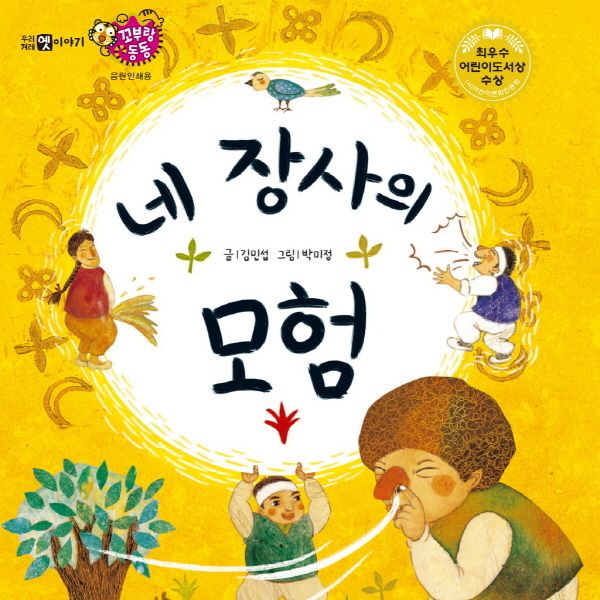 우리
겨레 옛이야기
꼬부랑
동동
음원인쇄용
최우수
어린이도서상
수상
네 장사의
글|김민섭 그림|박미정
모험